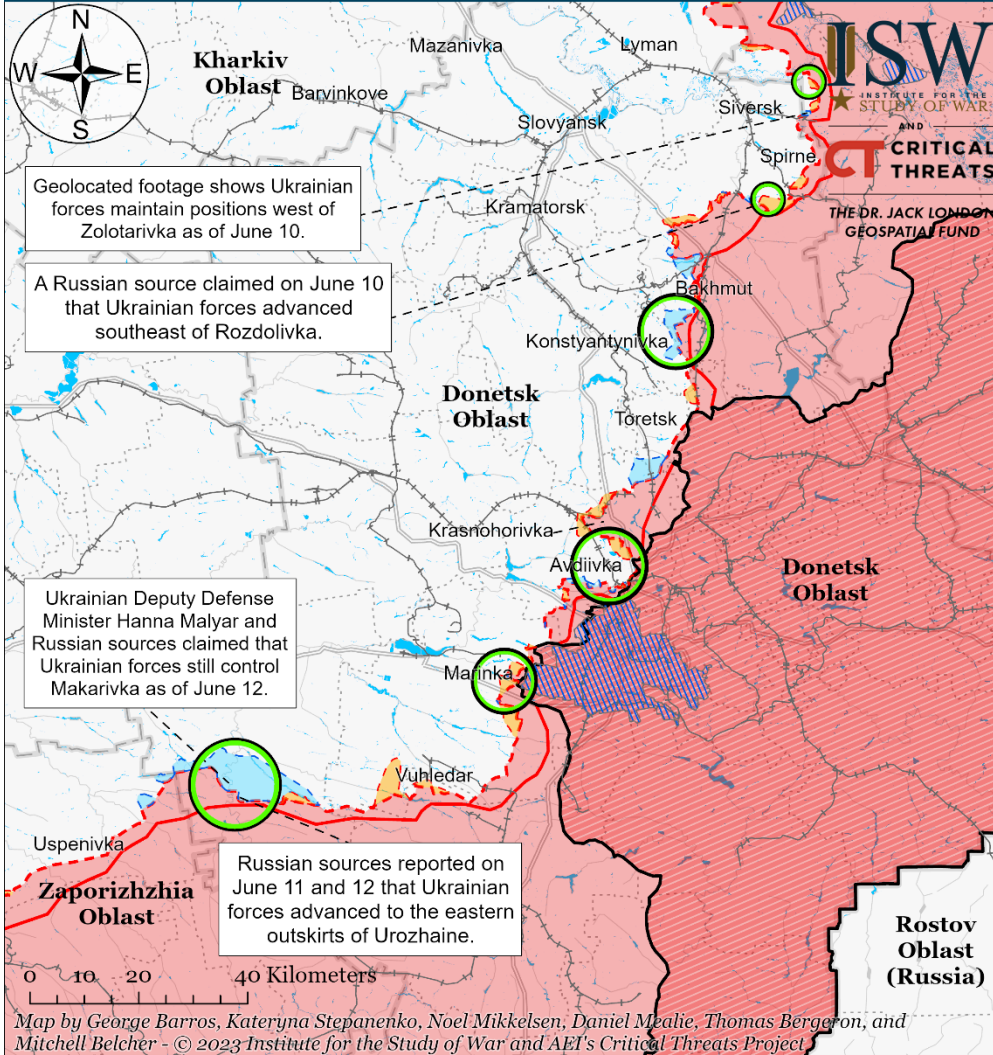 N
W
E
S
Kharkiv
Oblast
Mazanivka
Lyman
Barvinkove
Slovyansk
Siversk
ISW
INSTITUTE FOR THE
STUDY OF WAR
AND
CT CRITICAL
THREATS
THE DR. JACK LONDON
GEOSPATIAL FUND
Spirne
Kramatorsk
Geolocated footage shows Ukrainian
forces maintain positions west of
Zolotarivka as of June 10.
A Russian source claimed on June 10
that Ukrainian forces advanced
southeast of Rozdolivka.
Bakhmut
Konstyantynivka
Donetsk
Oblast
Toretsk
Krasnohorivka
Avdiivka
Donetsk
Oblast
Ukrainian Deputy Defense
Minister Hanna Malyar and
Russian sources claimed that
Ukrainian forces still control
Makarivka as of June 12.
Marinka
Vuhledar
Uspenivka
Zaporizhzhia
Oblast
Russian sources reported on
June 11 and 12 that Ukrainian
forces advanced to the eastern
outskirts of Urozhaine.
Rostov
Oblast
(Russia)
0 10 20 40 Kilometers
Map by George Barros, Kateryna Stepanenko, Noel Mikkelsen, Daniel Mealie, Thomas Bergeron, and
Mitchell Belcher - © 2023 Institute for the Study of War and AEI's Critical Threats Project